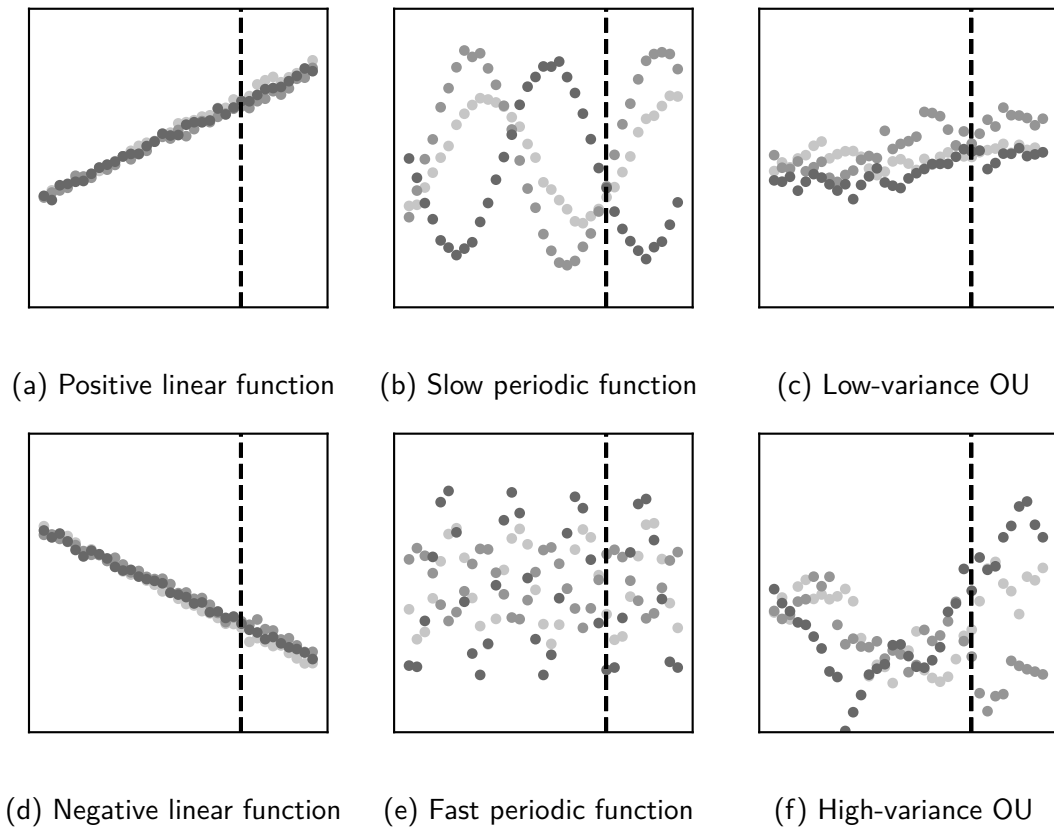 (a) Positive linear function
(b) Slow periodic function
(c) Low-variance OU
(d) Negative linear function
(e) Fast periodic function
(f) High-variance OU